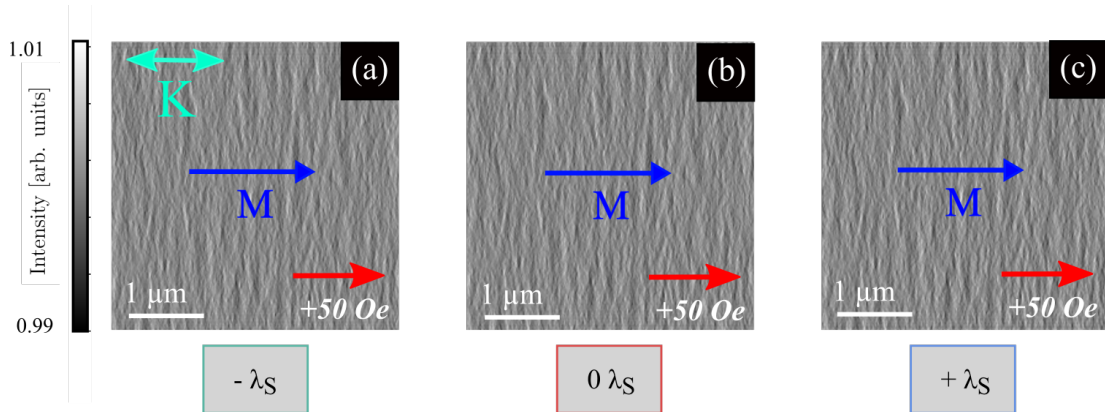 1.01
Intensity [arb. units]
0.99
(a)
K
M
1 µm
+50 Oe
(b)
M
1 µm
+50 Oe
(c)
M
1 µm
+50 Oe
- λS
0 λS
+ λS